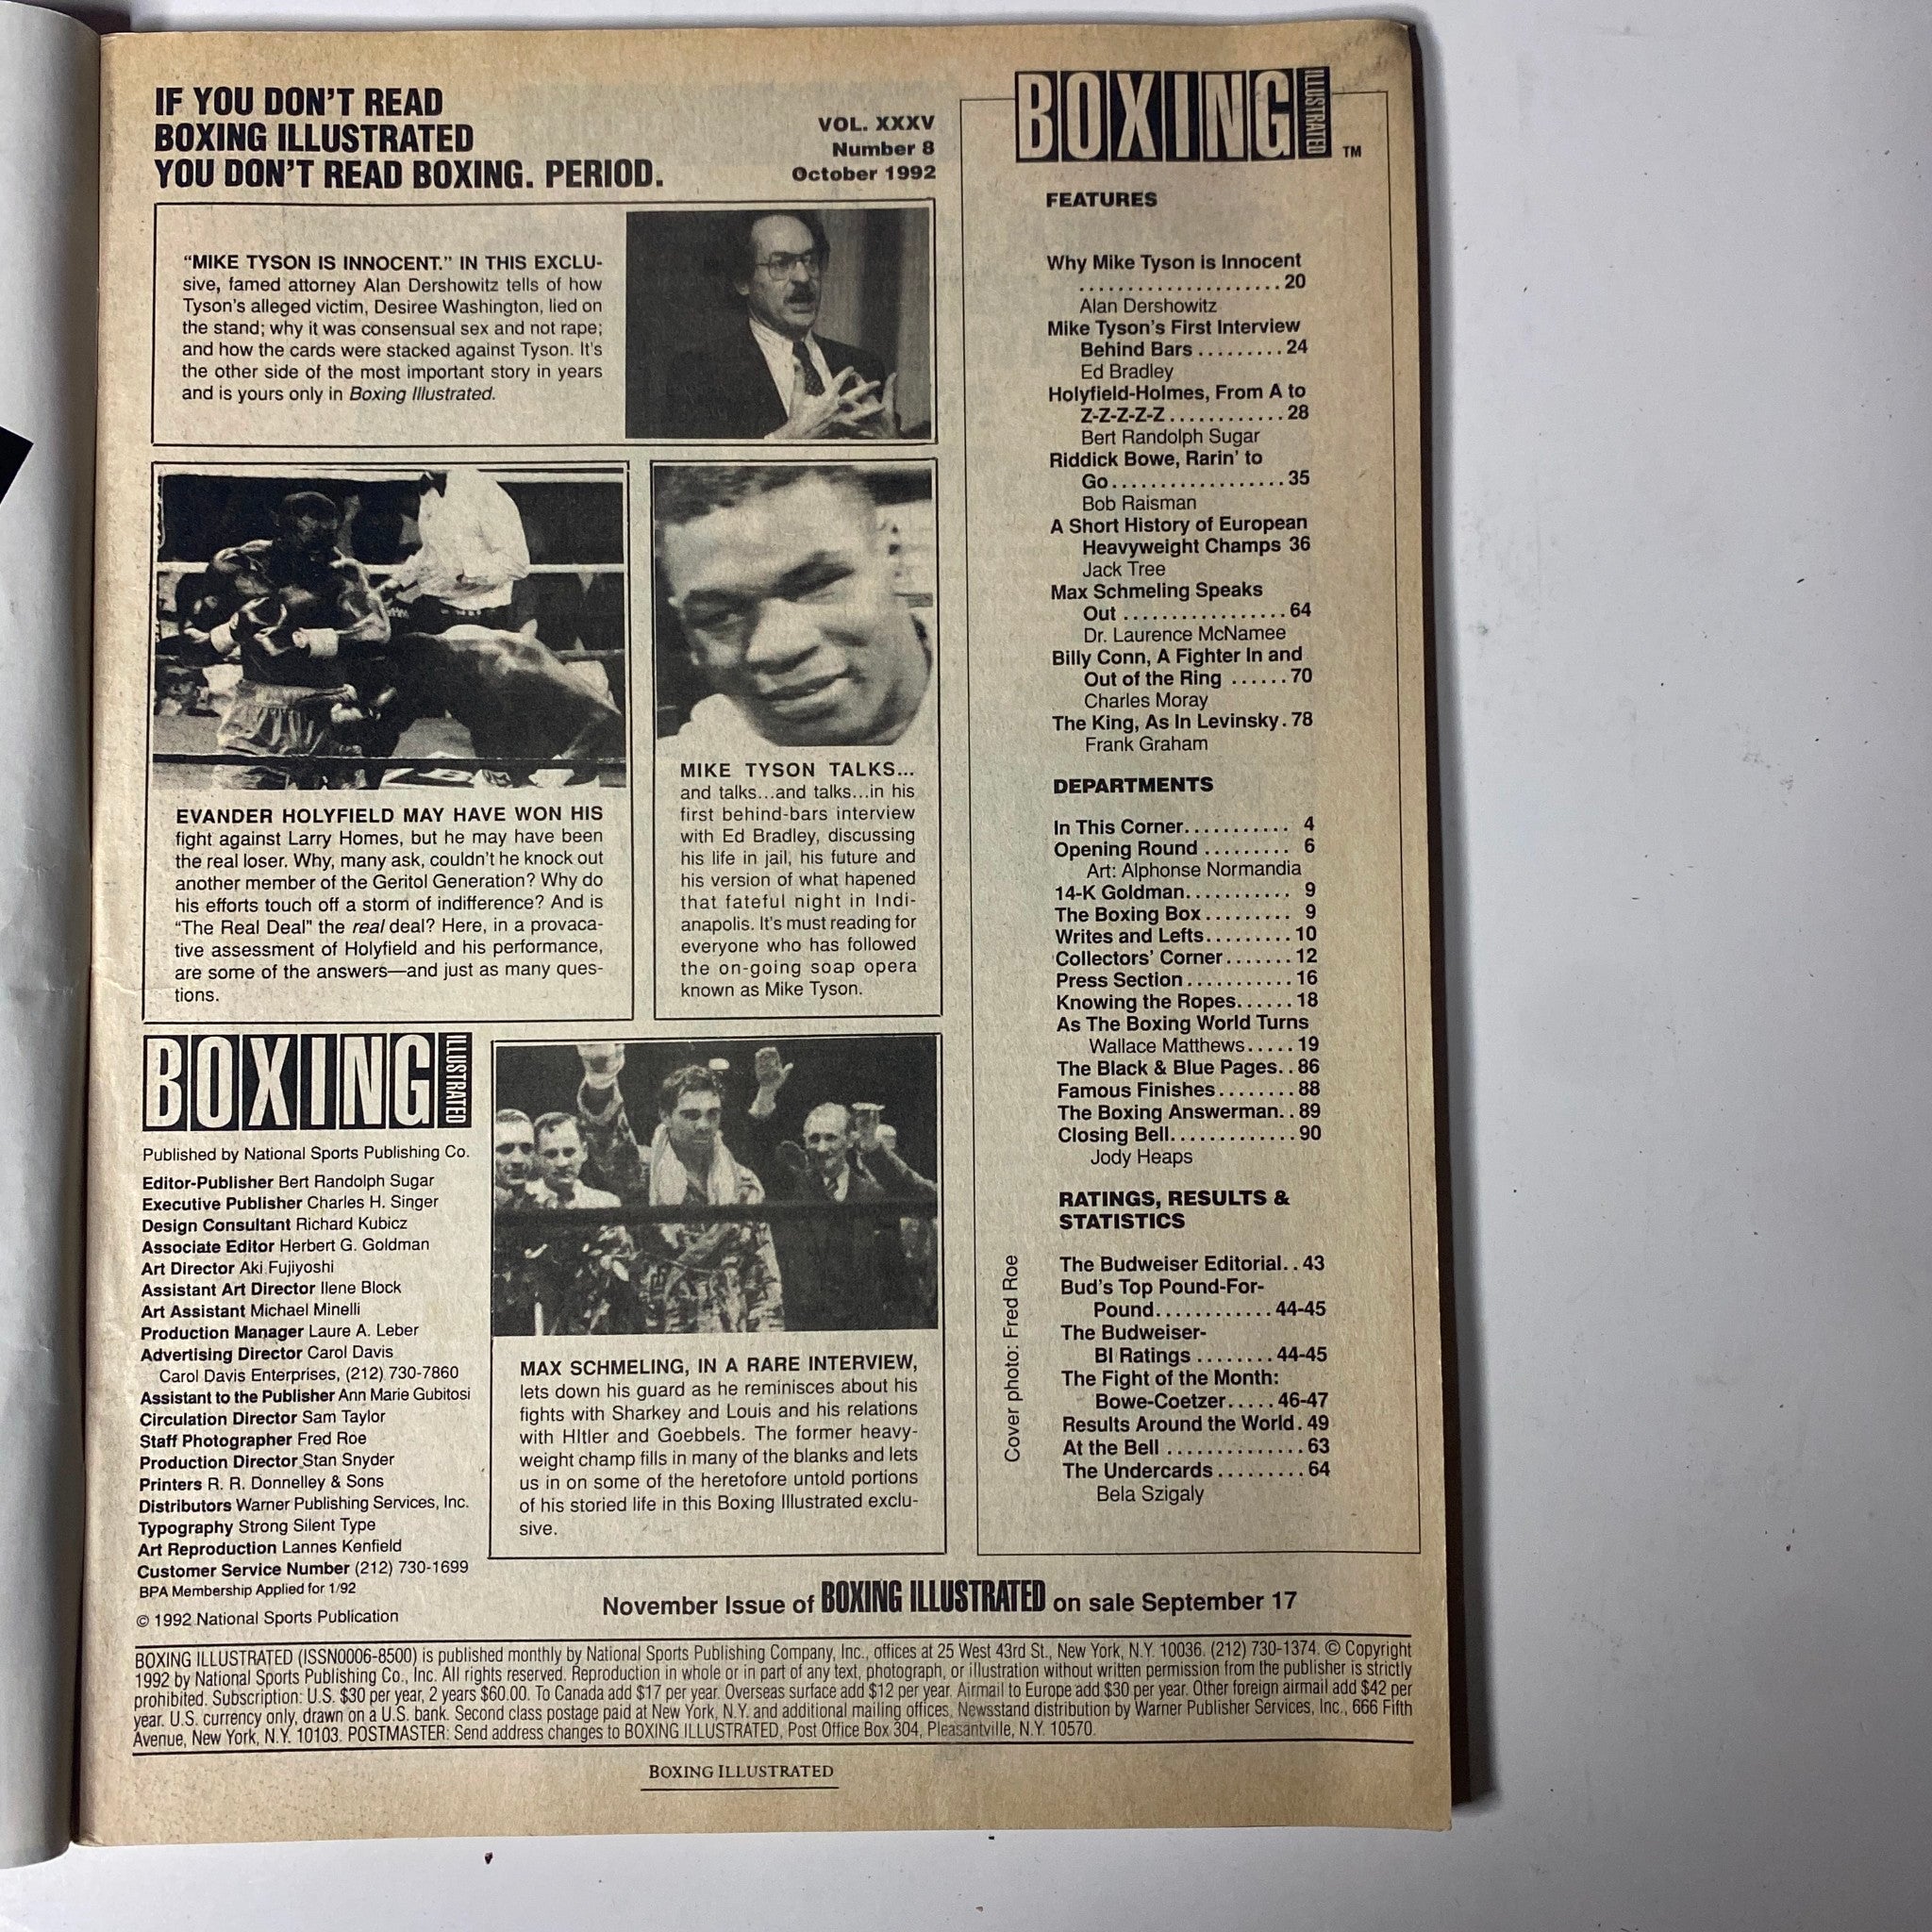 IF YOU DON'T READ
BOXING ILLUSTRATED
YOU DON'T READ BOXING. PERIOD.
VOL. XXXV
Number 8
October 1992
"MIKE TYSON IS INNOCENT." IN THIS EXCLU-
sive, famed attorney Alan Dershowitz tells of how
Tyson's alleged victim, Desiree Washington, lied on
the stand; why it was consensual sex and not rape;
and how the cards were stacked against Tyson. It's
the other side of the most important story in years
and is yours only in Boxing Illustrated.
EVANDER HOLYFIELD MAY HAVE WON HIS
fight against Larry Homes, but he may have been
the real loser. Why, many ask, couldn't he knock out
another member of the Geritol Generation? Why do
his efforts touch off a storm of indifference? And is
"The Real Deal" the real deal? Here, in a provaca-
tive assessment of Holyfield and his performance,
are some of the answers—and just as many ques-
tions.
MIKE TYSON TALKS...
and talks...and talks...in his
first behind-bars interview
with Ed Bradley, discussing
his life in jail, his future and
his version of what hapened
that fateful night in Indi-
anapolis. It's must reading for
everyone who has followed
the on-going soap opera
known as Mike Tyson.
BOXING ILLUSTRATED
Published by National Sports Publishing Co.
Editor-Publisher Bert Randolph Sugar
Executive Publisher Charles H. Singer
Design Consultant Richard Kubicz
Associate Editor Herbert G. Goldman
Art Director Aki Fujiyoshi
Assistant Art Director Ilene Block
Art Assistant Michael Minelli
Production Manager Laure A. Leber
Advertising Director Carol Davis
Carol Davis Enterprises, (212) 730-7860
Assistant to the Publisher Ann Marie Gubitosi
Circulation Director Sam Taylor
Staff Photographer Fred Roe
Production Director Stan Snyder
Printers R. R. Donnelley & Sons
Distributors Warner Publishing Services, Inc.
Typography Strong Silent Type
Art Reproduction Lannes Kenfield
Customer Service Number (212) 730-1699
BPA Membership Applied for 1/92
© 1992 National Sports Publication
MAX SCHMELING, IN A RARE INTERVIEW,
lets down his guard as he reminisces about his
fights with Sharkey and Louis and his relations
with HItler and Goebbels. The former heavy-
weight champ fills in many of the blanks and lets
us in on some of the heretofore untold portions
of his storied life in this Boxing Illustrated exclu-
sive.
BOXING ILLUSTRATED TM
FEATURES
Why Mike Tyson is Innocent
.....................20
Alan Dershowitz
Mike Tyson's First Interview
Behind Bars.........24
Ed Bradley
Holyfield-Holmes, From A to
Z-Z-Z-Z-Z............28
Bert Randolph Sugar
Riddick Bowe, Rarin' to
Go..................35
Bob Raisman
A Short History of European
Heavyweight Champs 36
Jack Tree
Max Schmeling Speaks
Out.................64
Dr. Laurence McNamee
Billy Conn, A Fighter In and
Out of the Ring ......70
Charles Moray
The King, As In Levinsky.78
Frank Graham
DEPARTMENTS
In This Corner........... 4
Opening Round ......... 6
Art: Alphonse Normandia
14-K Goldman........... 9
The Boxing Box......... 9
Writes and Lefts.........10
Collectors' Corner.......12
Press Section...........16
Knowing the Ropes......18
As The Boxing World Turns
Wallace Matthews.....19
The Black & Blue Pages..86
Famous Finishes........88
The Boxing Answerman..89
Closing Bell.............90
Jody Heaps
RATINGS, RESULTS &
STATISTICS
The Budweiser Editorial..43
Bud's Top Pound-For-
Pound............44-45
The Budweiser-
BI Ratings ........44-45
The Fight of the Month:
Bowe-Coetzer.....46-47
Results Around the World.49
At the Bell ..............63
The Undercards.........64
Bela Szigaly
Cover photo: Fred Roe
November Issue of BOXING ILLUSTRATED on sale September 17
BOXING ILLUSTRATED (ISSN0006-8500) is published monthly by National Sports Publishing Company, Inc., offices at 25 West 43rd St., New York, N.Y. 10036. (212) 730-1374. © Copyright
1992 by National Sports Publishing Co., Inc. All rights reserved. Reproduction in whole or in part of any text, photograph, or illustration without written permission from the publisher is strictly
prohibited. Subscription: U.S. $30 per year, 2 years $60.00. To Canada add $17 per year. Overseas surface add $12 per year. Airmail to Europe add $30 per year. Other foreign airmail add $42 per
year. U.S. currency only, drawn on a U.S. bank. Second class postage paid at New York, N.Y. and additional mailing offices. Newsstand distribution by Warner Publisher Services, Inc., 666 Fifth
Avenue, New York, N.Y. 10103. POSTMASTER: Send address changes to BOXING ILLUSTRATED, Post Office Box 304, Pleasantville, N.Y. 10570.
BOXING ILLUSTRATED